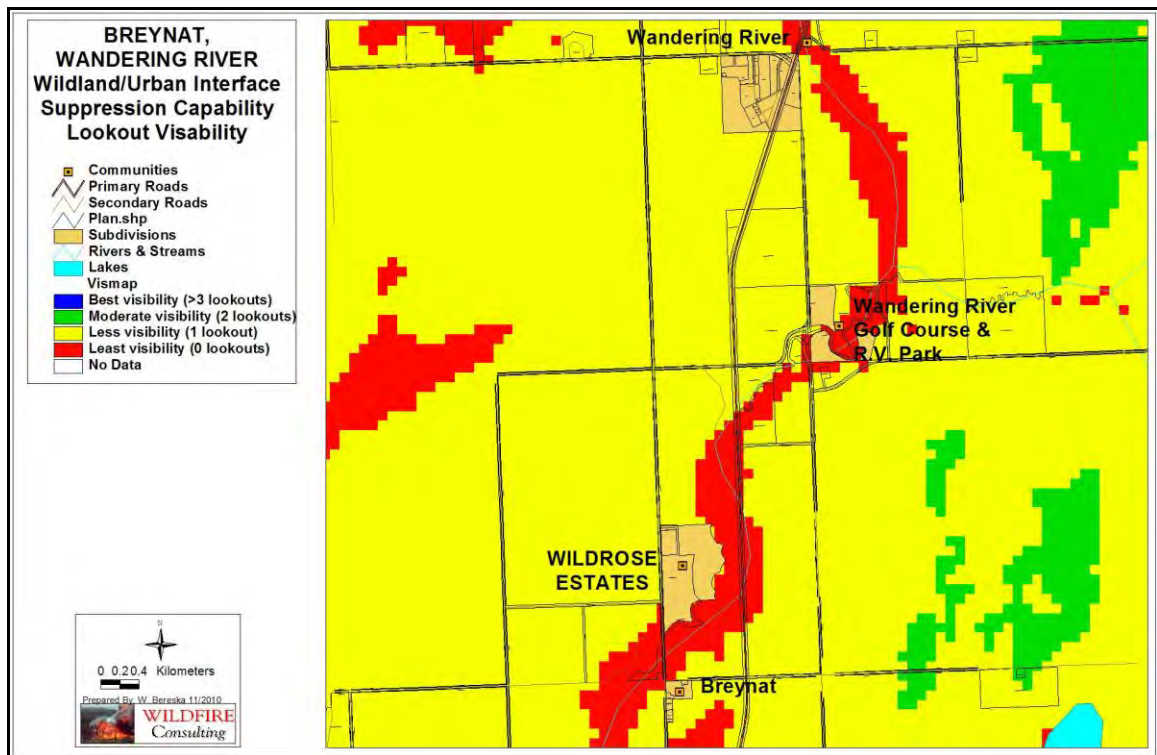 BREYNAT,
WANDERING RIVER
Wildland/Urban Interface
Suppression Capability
Lookout Visability
Communities
Primary Roads
Secondary Roads
Plan.shp
Subdivisions
Rivers & Streams
Lakes
Vismap
Best visibility (>3 lookouts)
Moderate visibility (2 lookouts)
Less visibility (1 lookout)
Least visibility (0 lookouts)
No Data
Wandering River
Wandering River
Golf Course &
R.V. Park
WILDROSE
ESTATES
Breynat
N
0 0.20.4 Kilometers
Prepared By: W. Bereska 11/2010
WILDFIRE
Consulting